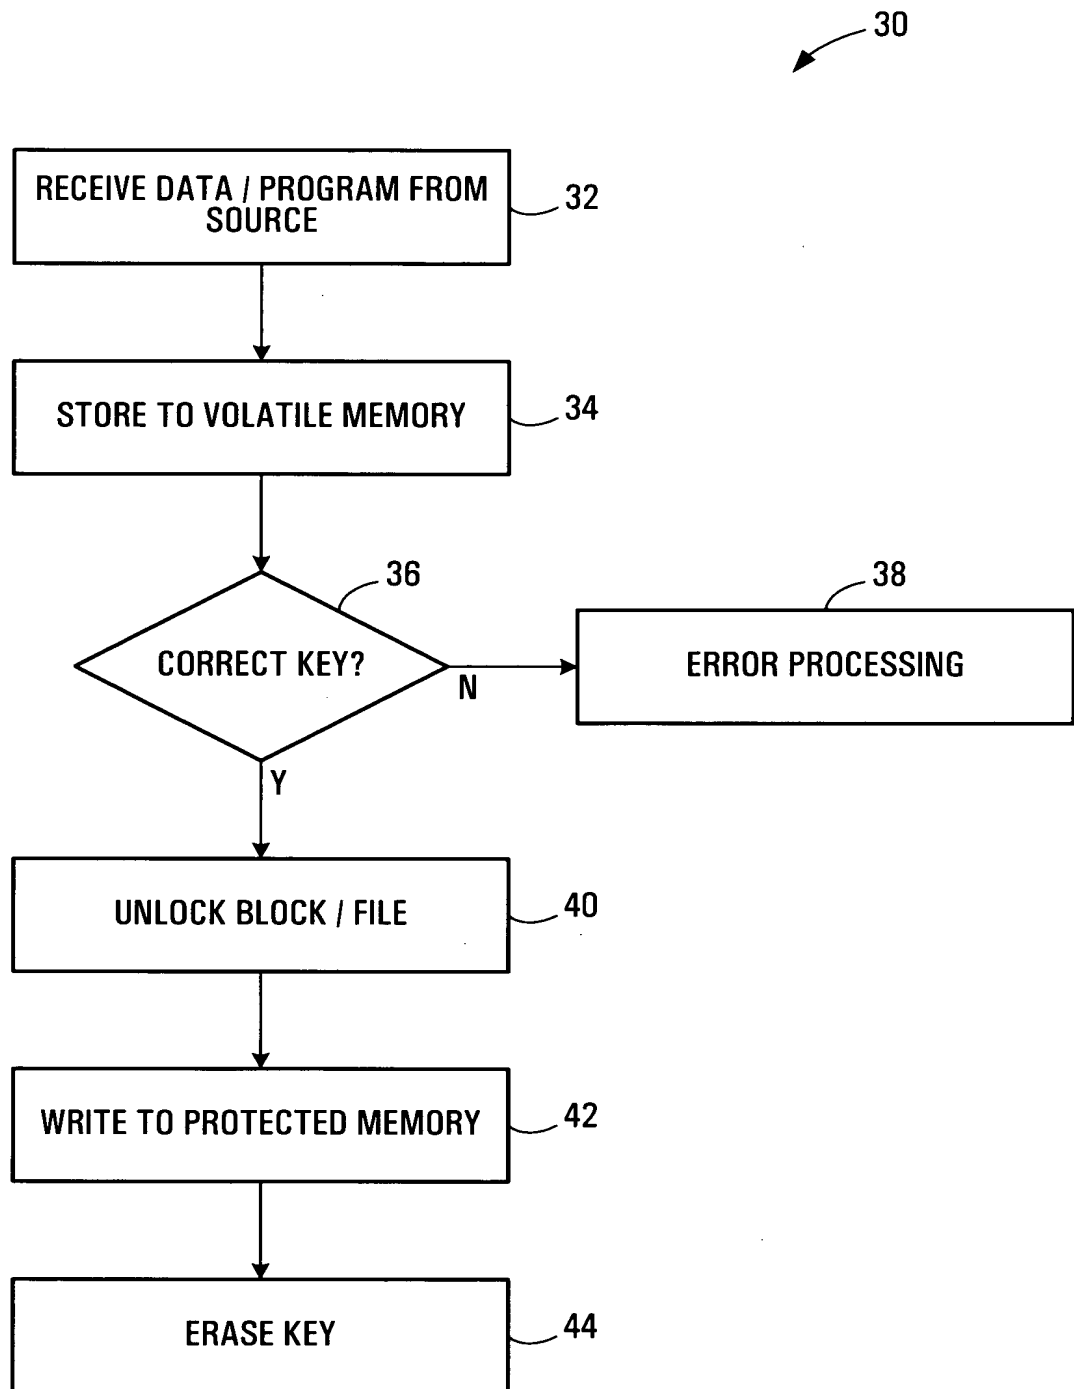 30
RECEIVE DATA / PROGRAM FROM
SOURCE
32
STORE TO VOLATILE MEMORY
34
36
CORRECT KEY?
N
38
ERROR PROCESSING
Y
UNLOCK BLOCK / FILE
40
WRITE TO PROTECTED MEMORY
42
ERASE KEY
44